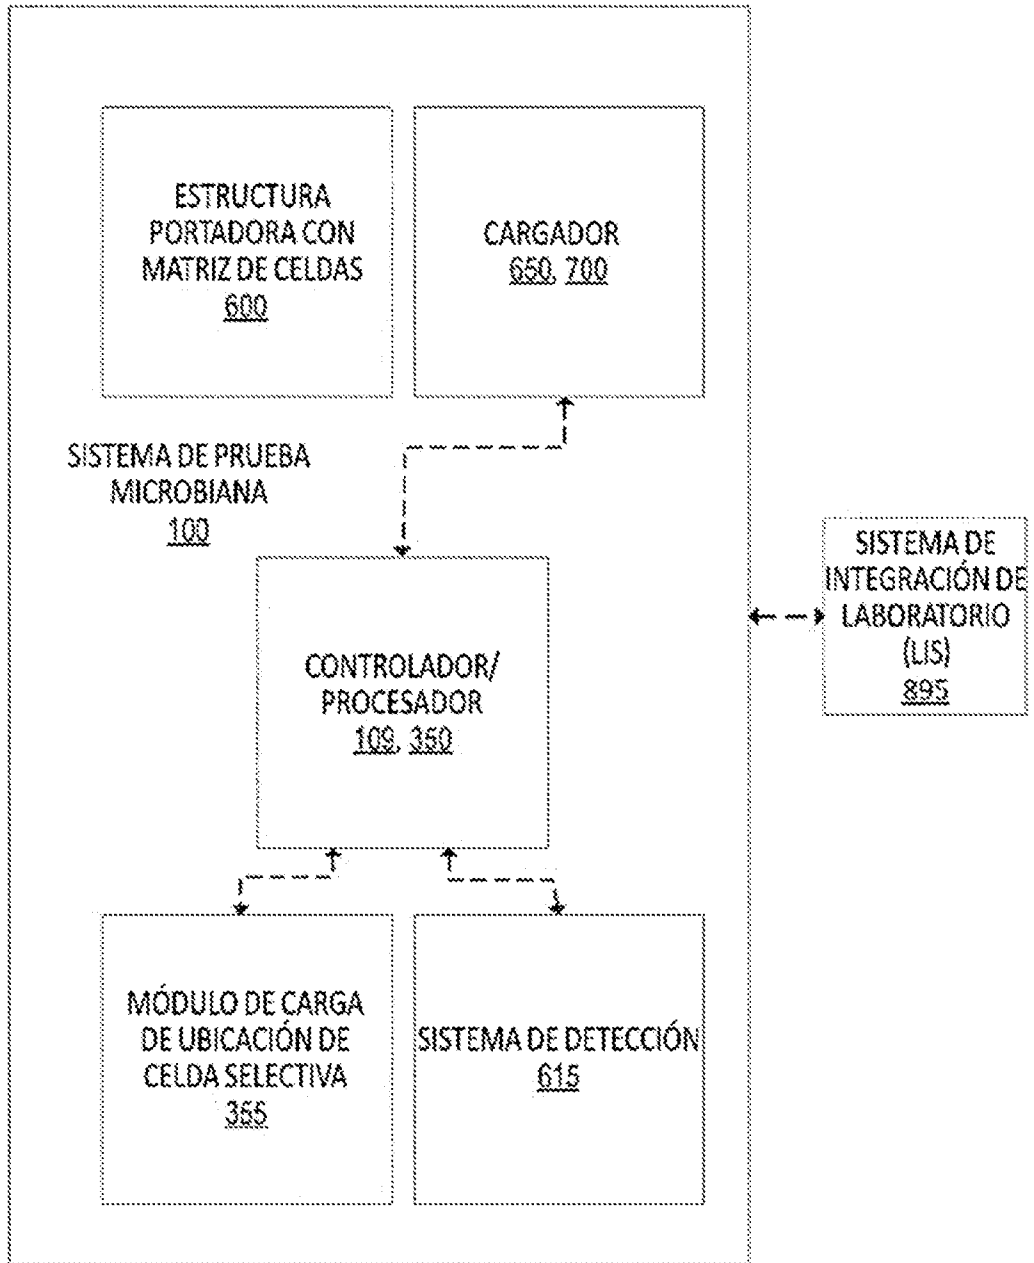 ESTRUCTURA
PORTADORA CON
MATRIZ DE CELDAS
600
CARGADOR
650, 700
SISTEMA DE PRUEBA
MICROBIANA
100
CONTROLADOR/
PROCESADOR
109, 350
SISTEMA DE
INTEGRACIÓN DE
LABORATORIO
(LIS)
895
MÓDULO DE CARGA
DE UBICACIÓN DE
CELDA SELECTIVA
355
SISTEMA DE DETECCIÓN
615